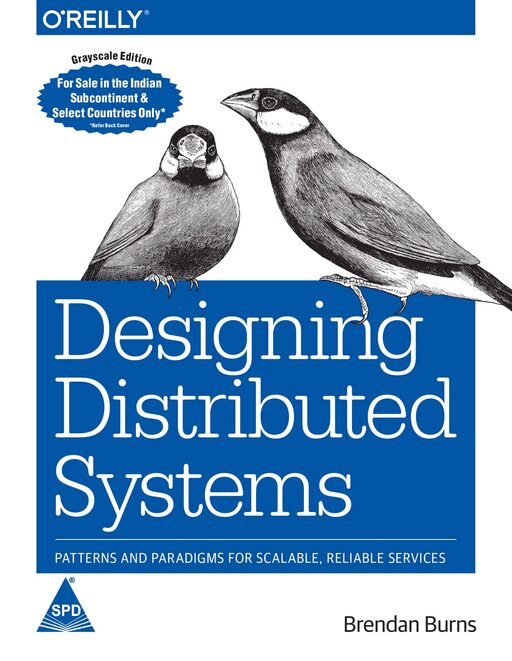 O'REILLY®
Grayscale Edition
For Sale in the Indian
Subcontinent &
Select Countries Only*
*Refer Back Cover
Designing
Distributed
Systems
PATTERNS AND PARADIGMS FOR SCALABLE, RELIABLE SERVICES
®
SPD
Brendan Burns